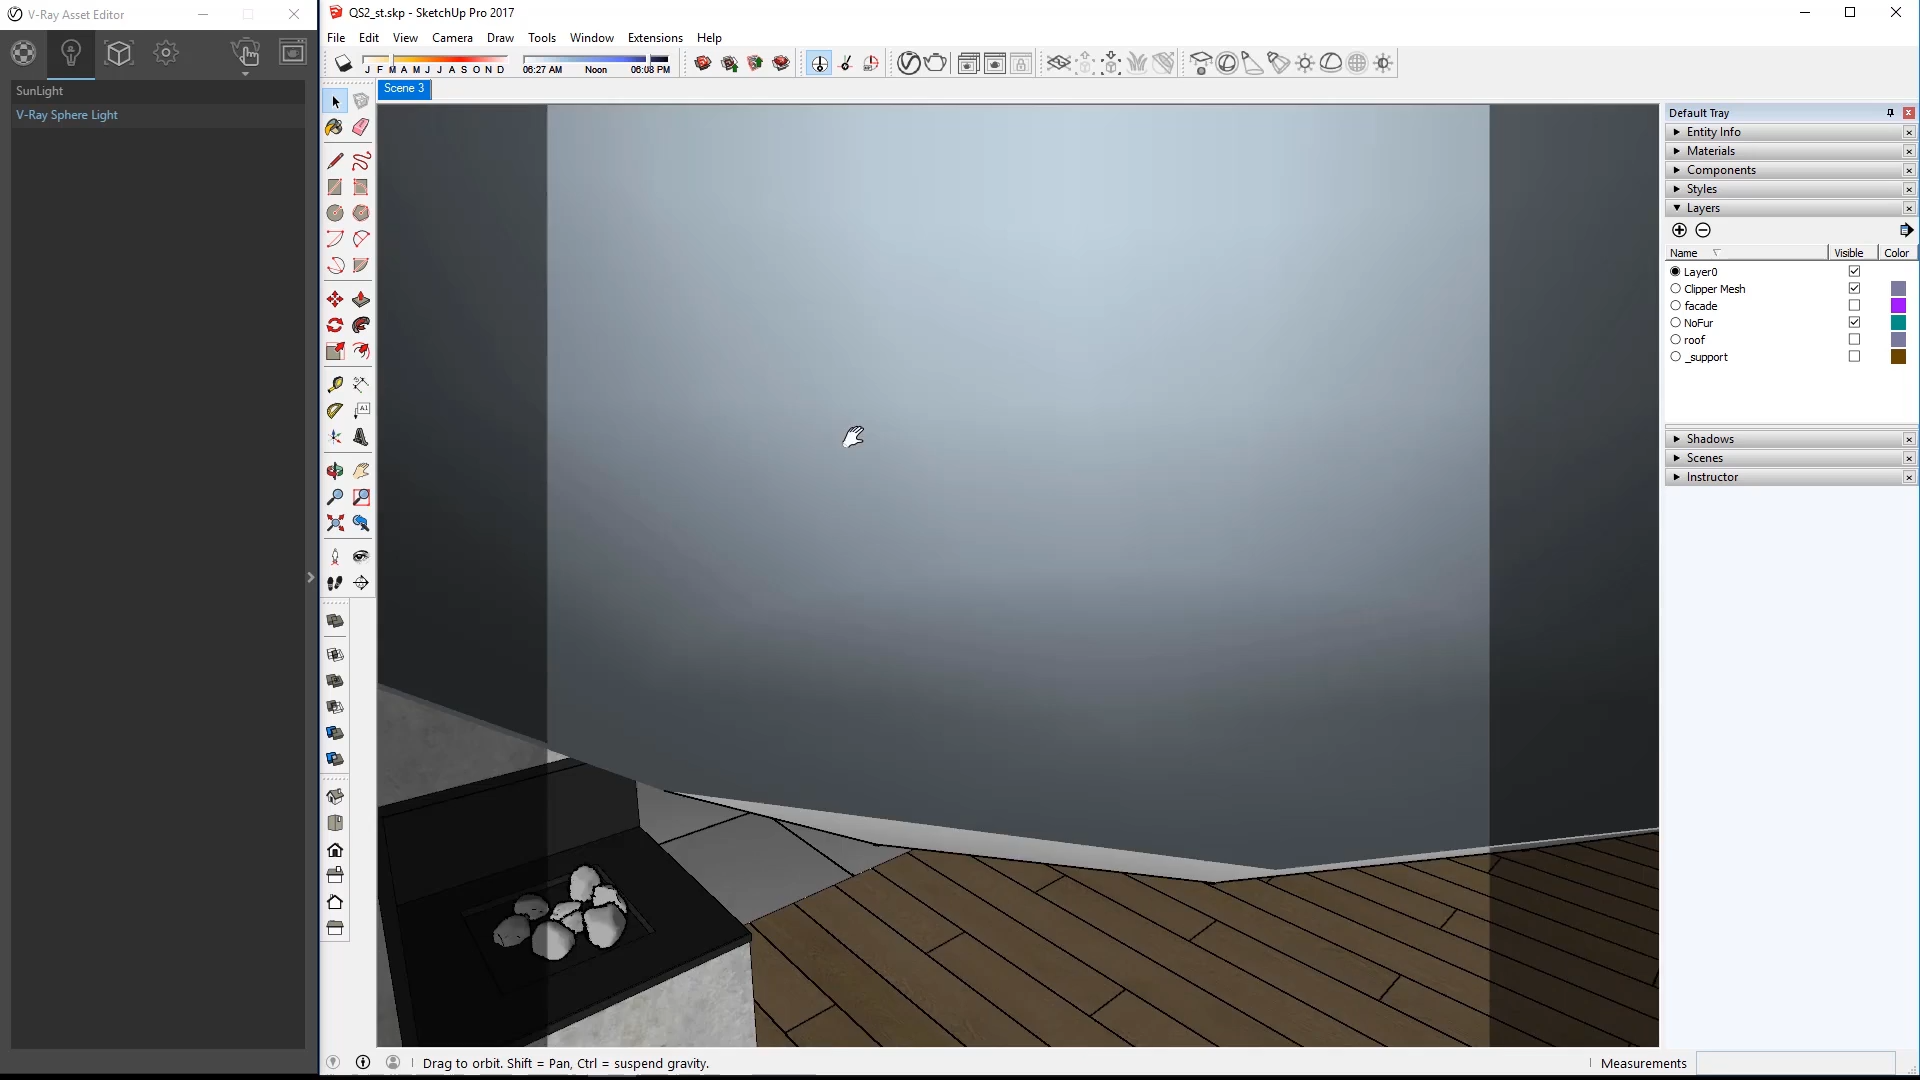 V-Ray Asset Editor
QS2_st.skp - SketchUp Pro 2017
File Edit View Camera Draw Tools Window Extensions Help
J F M A M J J A S O N D
06:27 AM Noon 06:08 PM
Scene 3
SunLight
V-Ray Sphere Light
Default Tray
Entity Info
Materials
Components
Styles
Layers
Name Visible Color
Layer0
Clipper Mesh
facade
NoFur
roof
_support
Shadows
Scenes
Instructor
Drag to orbit. Shift = Pan, Ctrl = suspend gravity.
Measurements